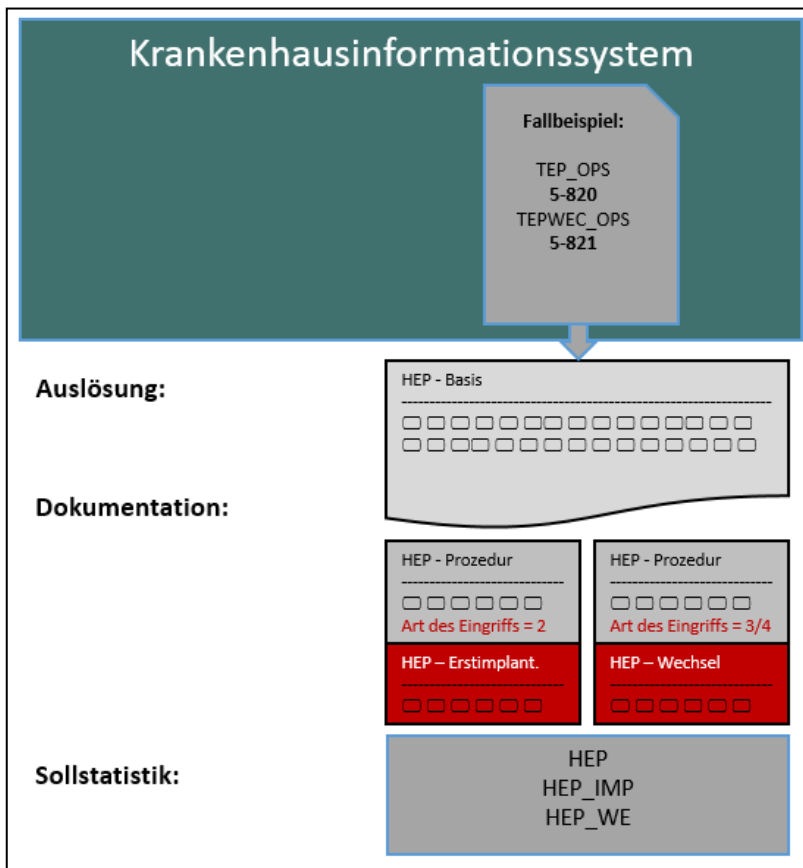 Krankenhausinformationssystem
Fallbeispiel:
TEP_OPS
5-820
TEPWEC_OPS
5-821
Auslösung:
HEP - Basis
Dokumentation:
HEP - Prozedur
Art des Eingriffs = 2
HEP – Erstimplant.
HEP - Prozedur
Art des Eingriffs = 3/4
HEP – Wechsel
Sollstatistik:
HEP
HEP_IMP
HEP_WE